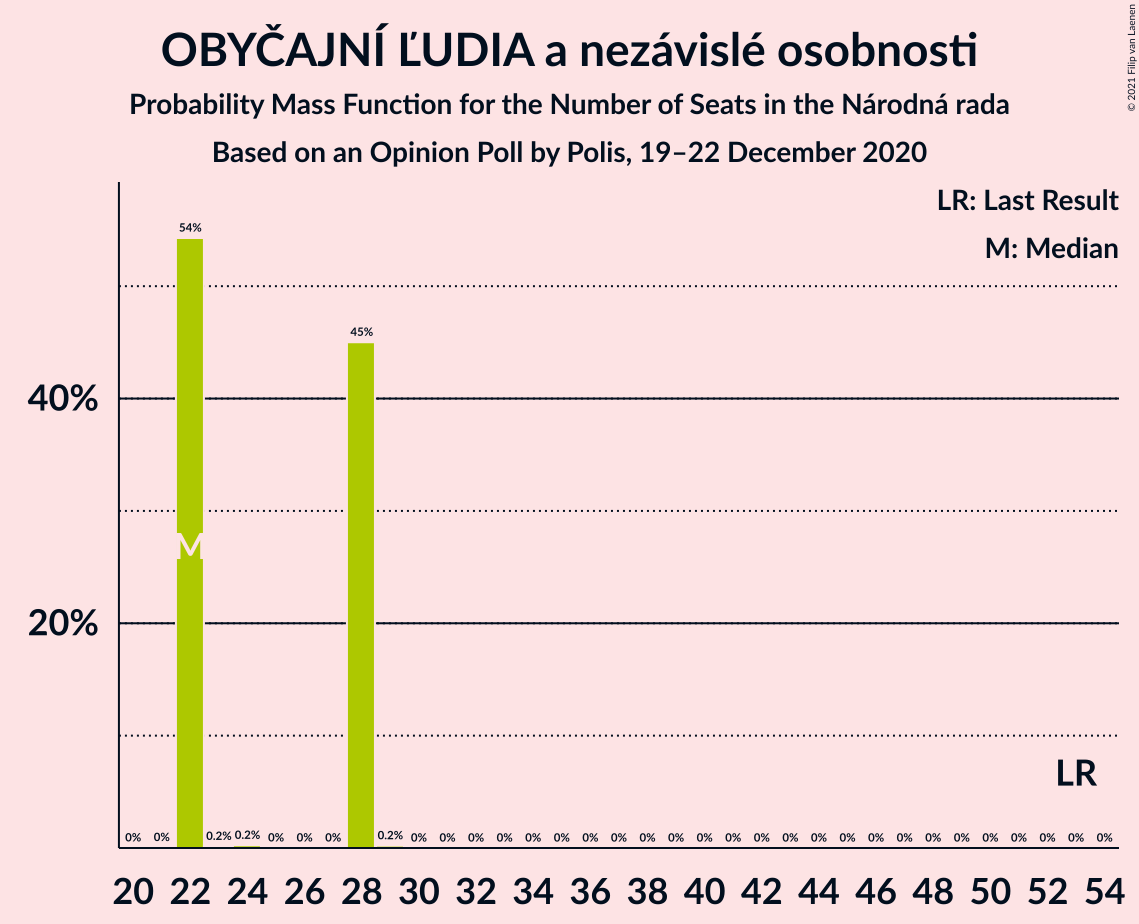 OBYČAJNÍ ĽUDIA a nezávislé osobnosti
Probability Mass Function for the Number of Seats in the Národná rada
Based on an Opinion Poll by Polis, 19–22 December 2020
© 2021 Filip van Laenen
LR: Last Result
M: Median
54%
45%
40%
M
20%
LR
0% 0% 0.2% 0.2% 0% 0% 0% 0.2% 0% 0% 0% 0% 0% 0% 0% 0% 0% 0% 0% 0% 0% 0% 0% 0% 0% 0% 0% 0% 0% 0% 0% 0% 0%
20 22 24 26 28 30 32 34 36 38 40 42 44 46 48 50 52 54